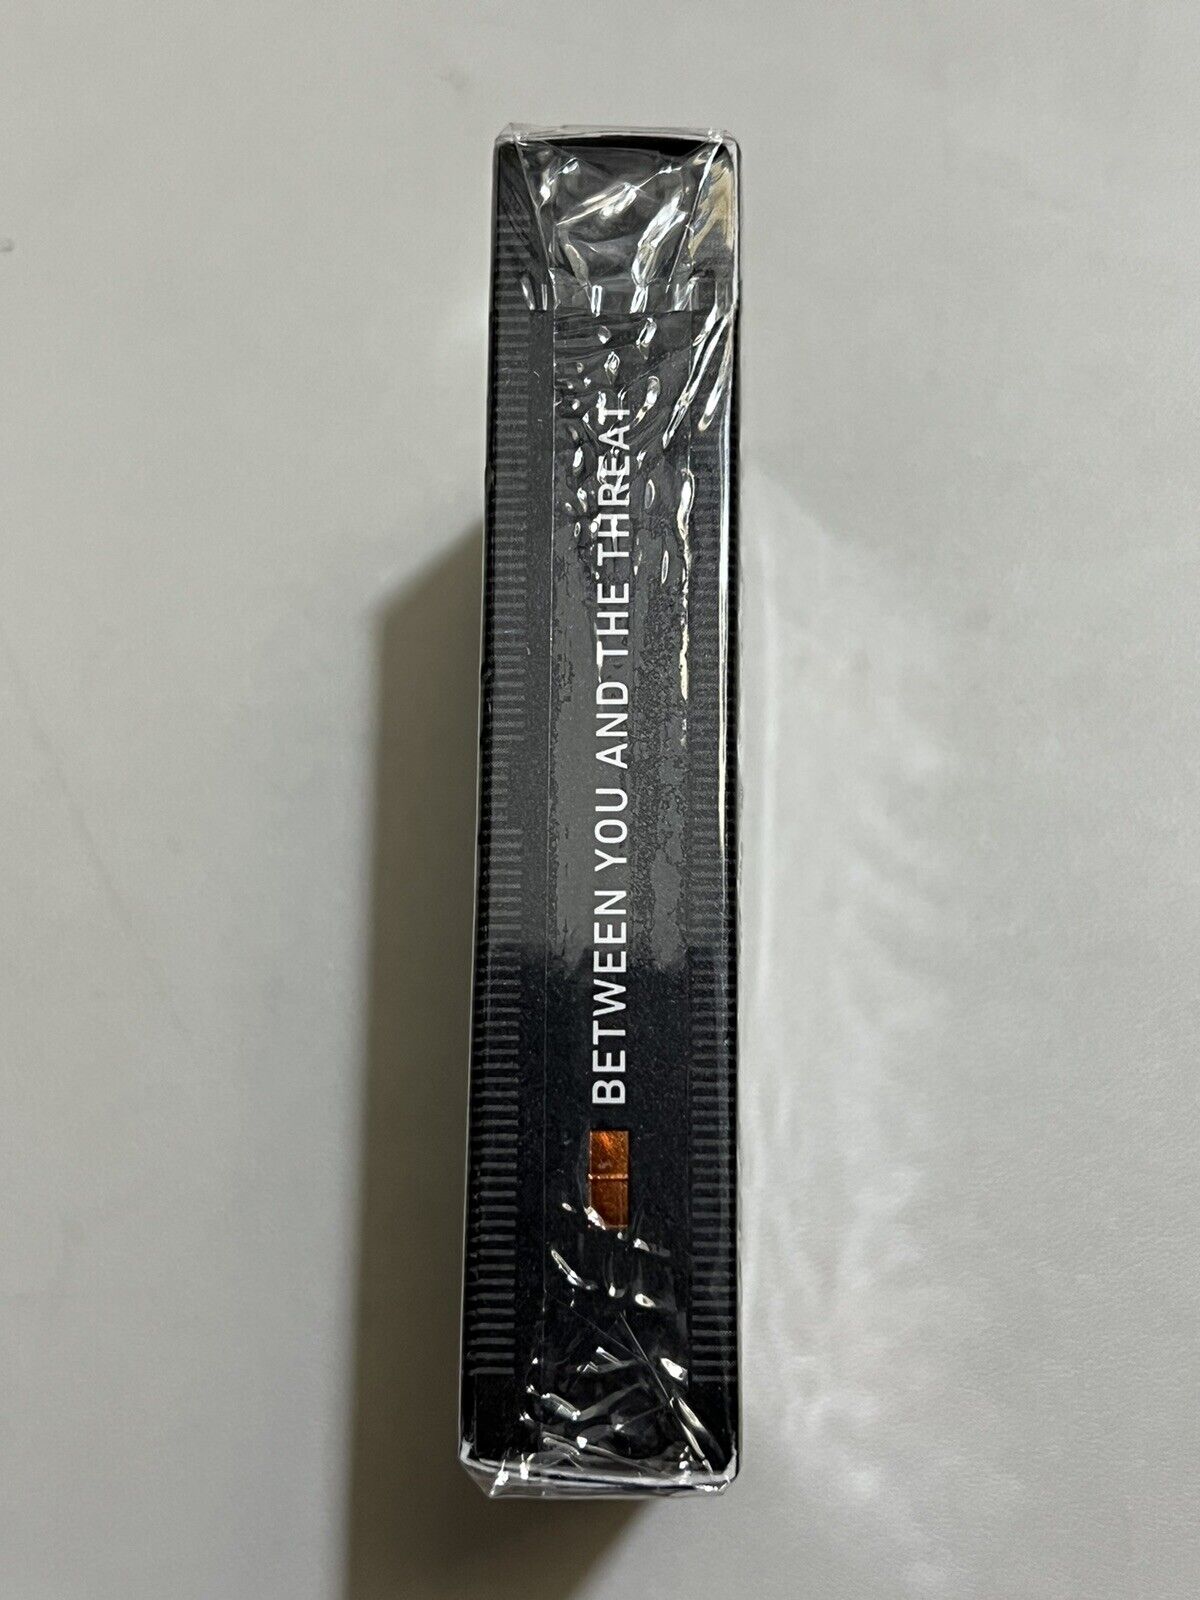 BETWEEN YOU AND THE THREAT